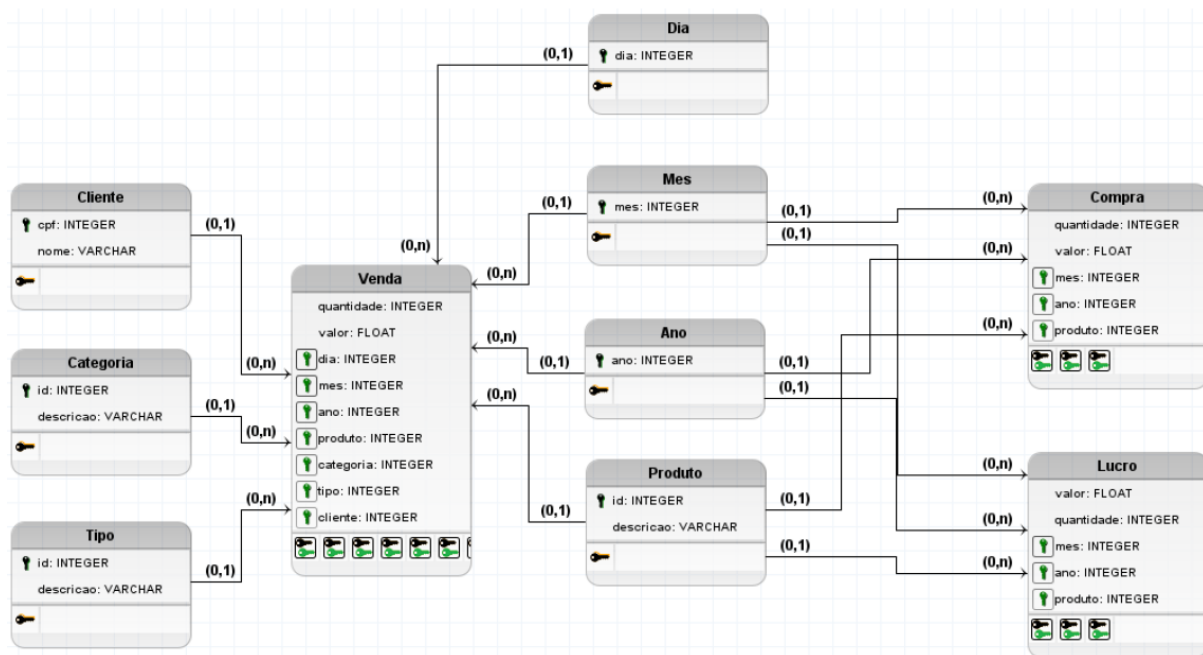 Dia
dia: INTEGER
(0,1)
(0,n)
Cliente
cpf: INTEGER
nome: VARCHAR
(0,1)
(0,n)
Categoria
id: INTEGER
descricao: VARCHAR
(0,1)
(0,n)
Tipo
id: INTEGER
descricao: VARCHAR
(0,1)
(0,n)
Venda
quantidade: INTEGER
valor: FLOAT
dia: INTEGER
mes: INTEGER
ano: INTEGER
produto: INTEGER
categoria: INTEGER
tipo: INTEGER
cliente: INTEGER
(0,n)
(0,n)
(0,n)
Mes
mes: INTEGER
(0,1)
(0,1)
(0,1)
Ano
ano: INTEGER
(0,1)
(0,1)
(0,1)
Produto
id: INTEGER
descricao: VARCHAR
(0,1)
(0,1)
(0,1)
Compra
quantidade: INTEGER
valor: FLOAT
mes: INTEGER
ano: INTEGER
produto: INTEGER
(0,n)
(0,n)
(0,n)
Lucro
valor: FLOAT
quantidade: INTEGER
mes: INTEGER
ano: INTEGER
produto: INTEGER
(0,n)
(0,n)
(0,n)